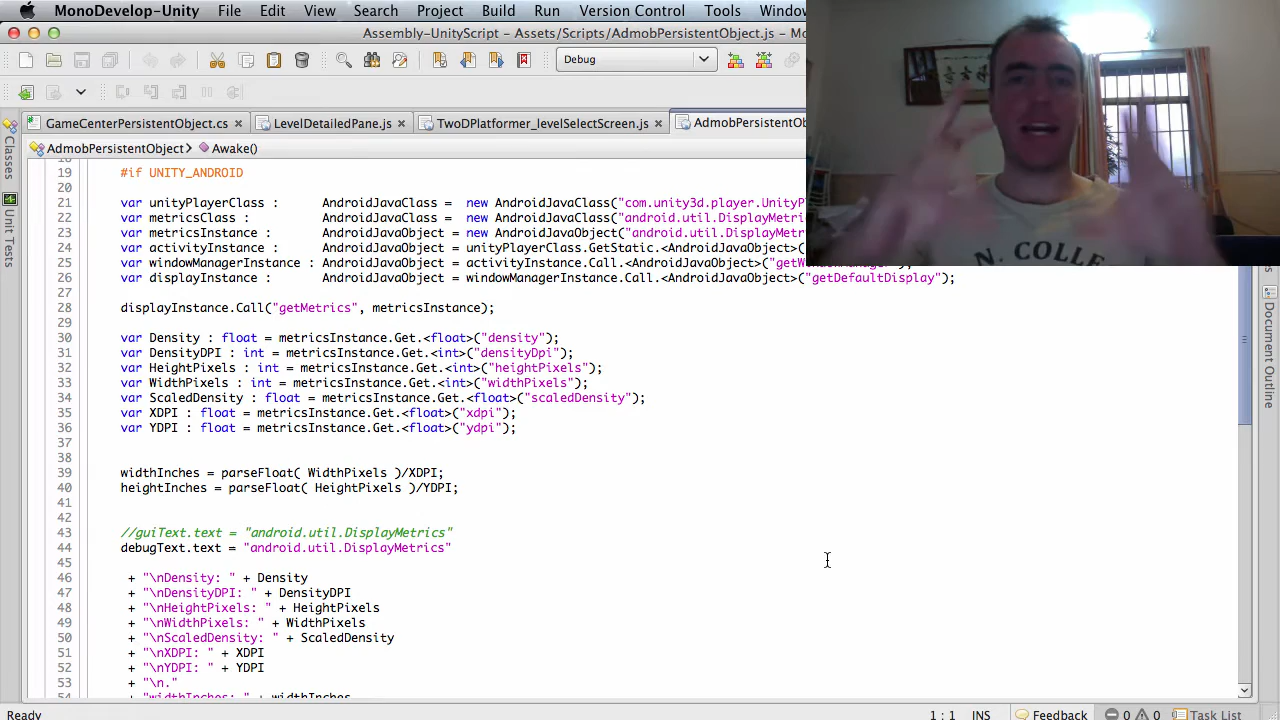 MonoDevelop-Unity File Edit View Search Project Build Run Version Control Tools Window
Assembly-UnityScript - Assets/Scripts/AdmobPersistentObject.js - Mo
Debug
GameCenterPersistentObject.cs LevelDetailedPane.js TwoDPlatformer_levelSelectScreen.js AdmobPersistentOb
AdmobPersistentObject Awake()
Classes
Unit Tests
Document Outline
N. COLLE
18
19 #if UNITY_ANDROID
20
21 var unityPlayerClass : AndroidJavaClass = new AndroidJavaClass("com.unity3d.player.UnityP
22 var metricsClass : AndroidJavaClass = new AndroidJavaClass("android.util.DisplayMetri
23 var metricsInstance : AndroidJavaObject = new AndroidJavaObject("android.util.DisplayMetr
24 var activityInstance : AndroidJavaObject = unityPlayerClass.GetStatic.<AndroidJavaObject>(
25 var windowManagerInstance : AndroidJavaObject = activityInstance.Call.<AndroidJavaObject>("getW
26 var displayInstance : AndroidJavaObject = windowManagerInstance.Call.<AndroidJavaObject>("getDefaultDisplay");
27
28 displayInstance.Call("getMetrics", metricsInstance);
29
30 var Density : float = metricsInstance.Get.<float>("density");
31 var DensityDPI : int = metricsInstance.Get.<int>("densityDpi");
32 var HeightPixels : int = metricsInstance.Get.<int>("heightPixels");
33 var WidthPixels : int = metricsInstance.Get.<int>("widthPixels");
34 var ScaledDensity : float = metricsInstance.Get.<float>("scaledDensity");
35 var XDPI : float = metricsInstance.Get.<float>("xdpi");
36 var YDPI : float = metricsInstance.Get.<float>("ydpi");
37
38
39 widthInches = parseFloat( WidthPixels )/XDPI;
40 heightInches = parseFloat( HeightPixels )/YDPI;
41
42
43 //guiText.text = "android.util.DisplayMetrics"
44 debugText.text = "android.util.DisplayMetrics"
45
46 + "\nDensity: " + Density
47 + "\nDensityDPI: " + DensityDPI
48 + "\nHeightPixels: " + HeightPixels
49 + "\nWidthPixels: " + WidthPixels
50 + "\nScaledDensity: " + ScaledDensity
51 + "\nXDPI: " + XDPI
52 + "\nYDPI: " + YDPI
53 + "\n."
54 + "widthInches: " + widthInches
Ready 1 : 1 INS Feedback 0 0 Task List